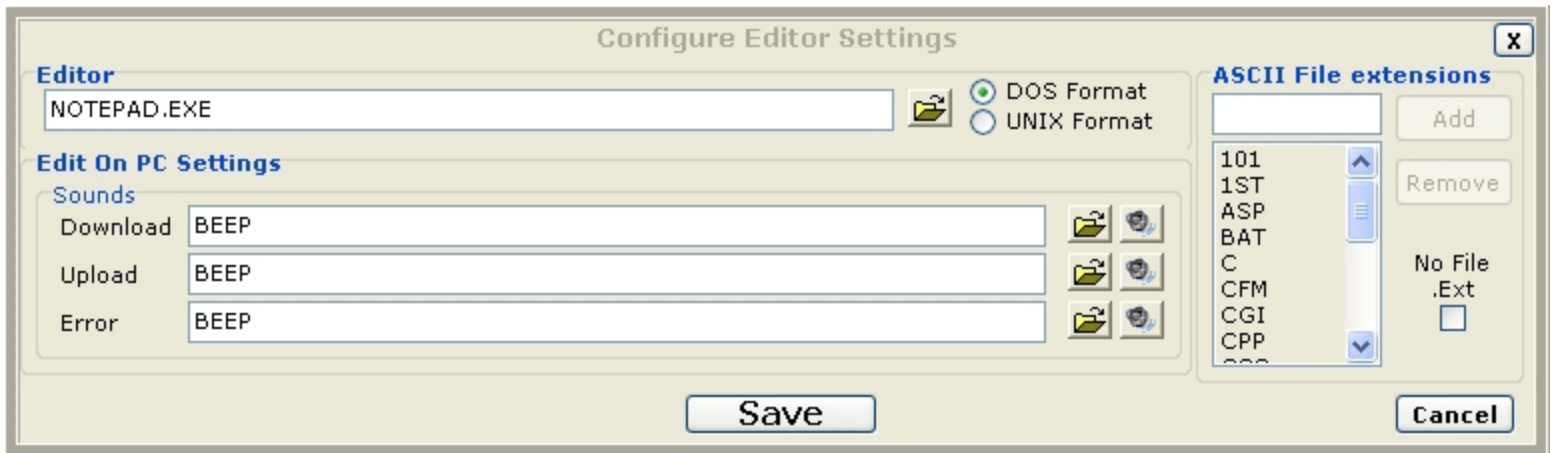 Configure Editor Settings
X
Editor
NOTEPAD.EXE
DOS Format
UNIX Format
Edit On PC Settings
Sounds
Download BEEP
Upload BEEP
Error BEEP
ASCII File extensions
Add
Remove
101
1ST
ASP
BAT
C
CFM
CGI
CPP
No File
.Ext
Save
Cancel